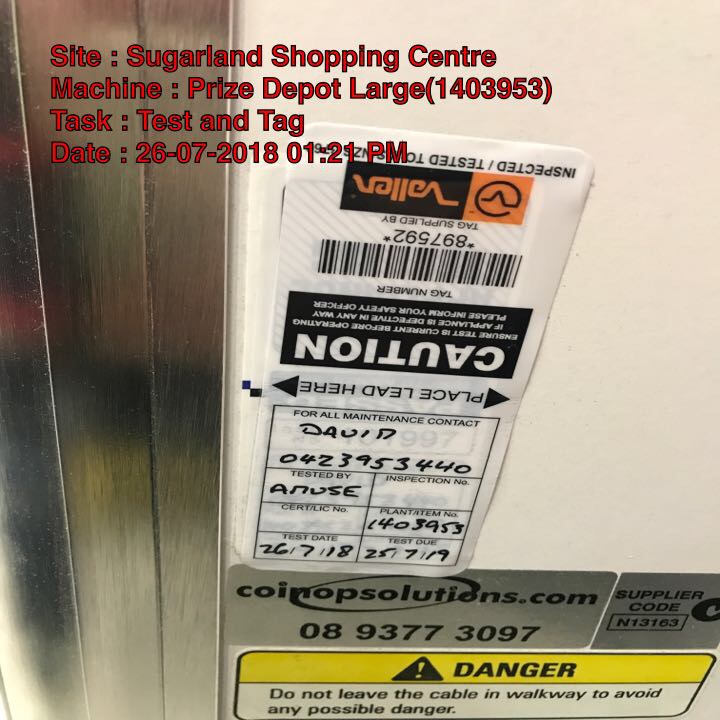 Site : Sugarland Shopping Centre
Machine : Prize Depot Large(1403953)
Task : Test and Tag
Date : 26-07-2018 01:21 PM
INSPECTED / TESTED TO
Vallen
TAG SUPPLIED BY
*897592*
TAG NUMBER
ENSURE TEST IS CURRENT BEFORE OPERATING
IF APPLIANCE IS DEFECTIVE IN ANY WAY
PLEASE INFORM YOUR SAFETY OFFICER
CAUTION
PLACE LEAD HERE
FOR ALL MAINTENANCE CONTACT
DAVID
0423953440
TESTED BY
INSPECTION No.
AMUSE
CERT/LIC No.
PLANT/ITEM No.
1403953
TEST DATE
TEST DUE
26/7/18
25/7/19
coinopsolutions.com
08 9377 3097
SUPPLIER
CODE
N13163
DANGER
Do not leave the cable in walkway to avoid
any possible danger.